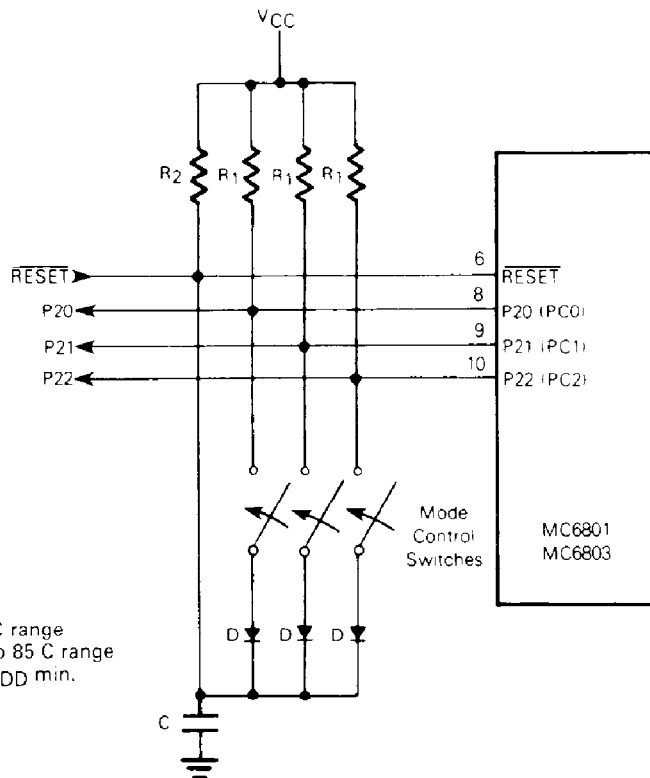 VCC
R2 R1 R1 R1
RESET 6 RESET
P20 8 P20 (PC0)
P21 9 P21 (PC1)
P22 10 P22 (PC2)
Mode
Control
Switches
MC6801
MC6803
C range
85 C range
DD min.
D D D
C